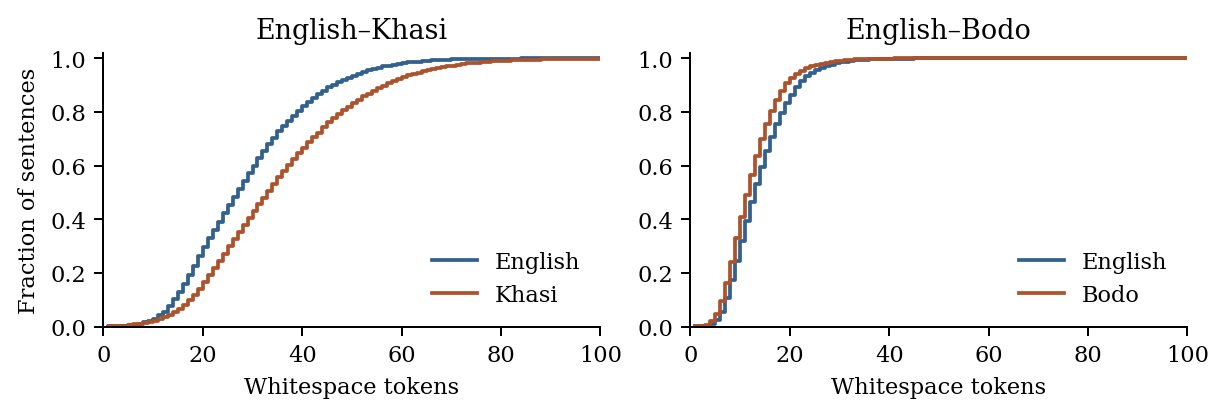 English–Khasi
Fraction of sentences
1.0
0.8
0.6
0.4
0.2
0.0
0 20 40 60 80 100
Whitespace tokens
English
Khasi
English–Bodo
1.0
0.8
0.6
0.4
0.2
0.0
0 20 40 60 80 100
Whitespace tokens
English
Bodo